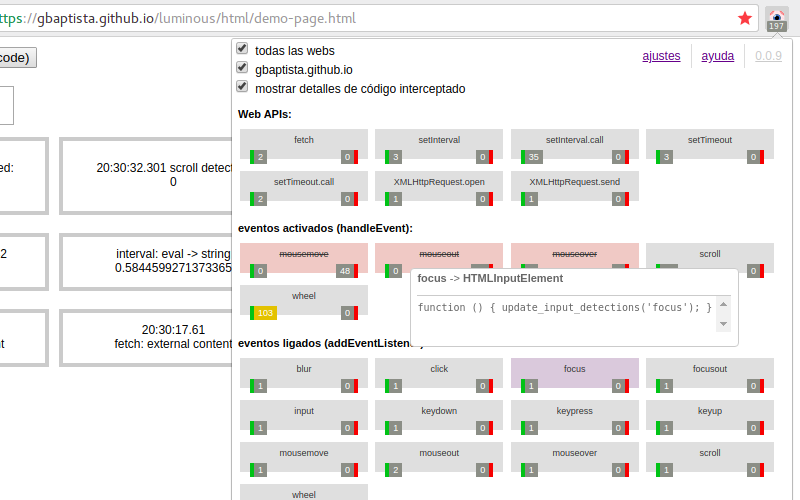 ttps://gbaptista.github.io/luminous/html/demo-page.html
197
code)
todas las webs
gbaptista.github.io
mostrar detalles de código interceptado
ajustes
ayuda
0.0.9
Web APIs:
fetch
2 0
setInterval
3 0
setInterval.call
35 0
setTimeout
3 0
setTimeout.call
2 0
XMLHttpRequest.open
1 0
XMLHttpRequest.send
1 0
ed:
20:30:32.301 scroll detect
0
eventos activados (handleEvent):
mousemove
0 48
mouseout
0
mouseover
scroll
wheel
103 0
2
interval: eval -> string
0.5844599271373365
focus -> HTMLInputElement
function () { update_input_detections('focus'); }
20:30:17.61
fetch: external content
nt
eventos ligados (addEventListen
blur
1 0
click
1 0
focus
1 0
focusout
1 0
input
1 0
keydown
1 0
keypress
1 0
keyup
1 0
mousemove
1 0
mouseout
2 0
mouseover
1 0
scroll
1 0
wheel